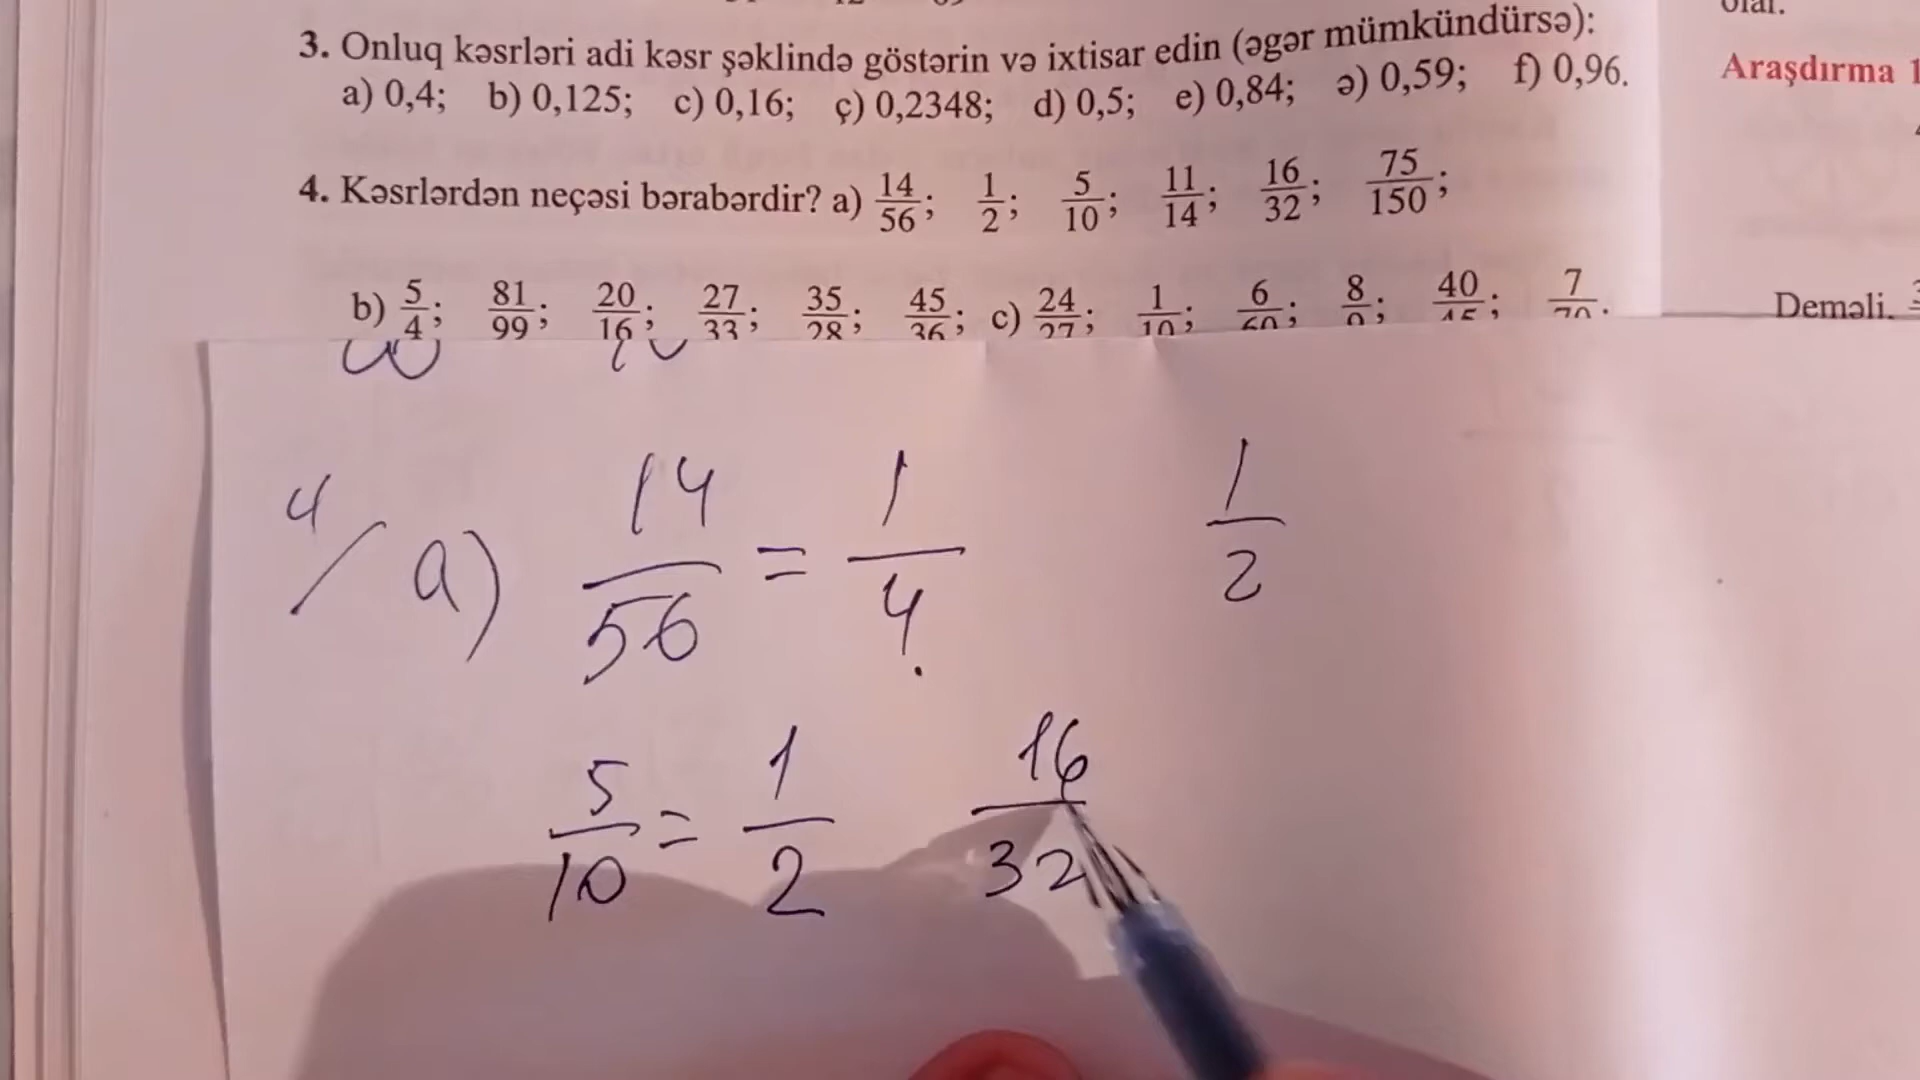 olar.
3. Onluq kəsrləri adi kəsr şəklində göstərin və ixtisar edin (əgər mümkündürsə):
a) 0,4; b) 0,125; c) 0,16; ç) 0,2348; d) 0,5; e) 0,84; ə) 0,59; f) 0,96.
Araşdırma 1
4. Kəsrlərdən neçəsi bərabərdir? a) 14/56; 1/2; 5/10; 11/14; 16/32; 75/150;
b) 5/4; 81/99; 20/16; 27/33; 35/28; 45/36; c) 24/27; 1/10; 6/60; 8/9; 40/45; 7/70.
Deməli,
4/ a) 14/56 = 1/4 1/2
5/10 = 1/2 16/32